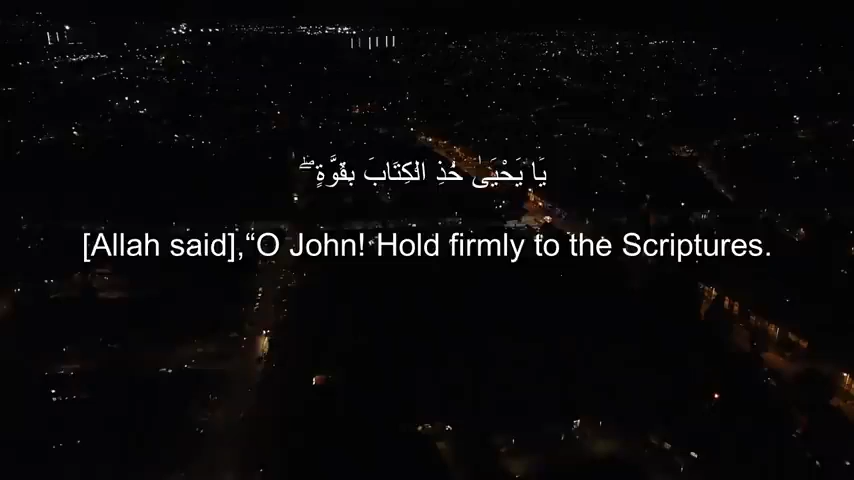 يَا يَحْيَىٰ خُذِ الْكِتَابَ بِقُوَّةٍ ۖ
[Allah said],“O John! Hold firmly to the Scriptures.